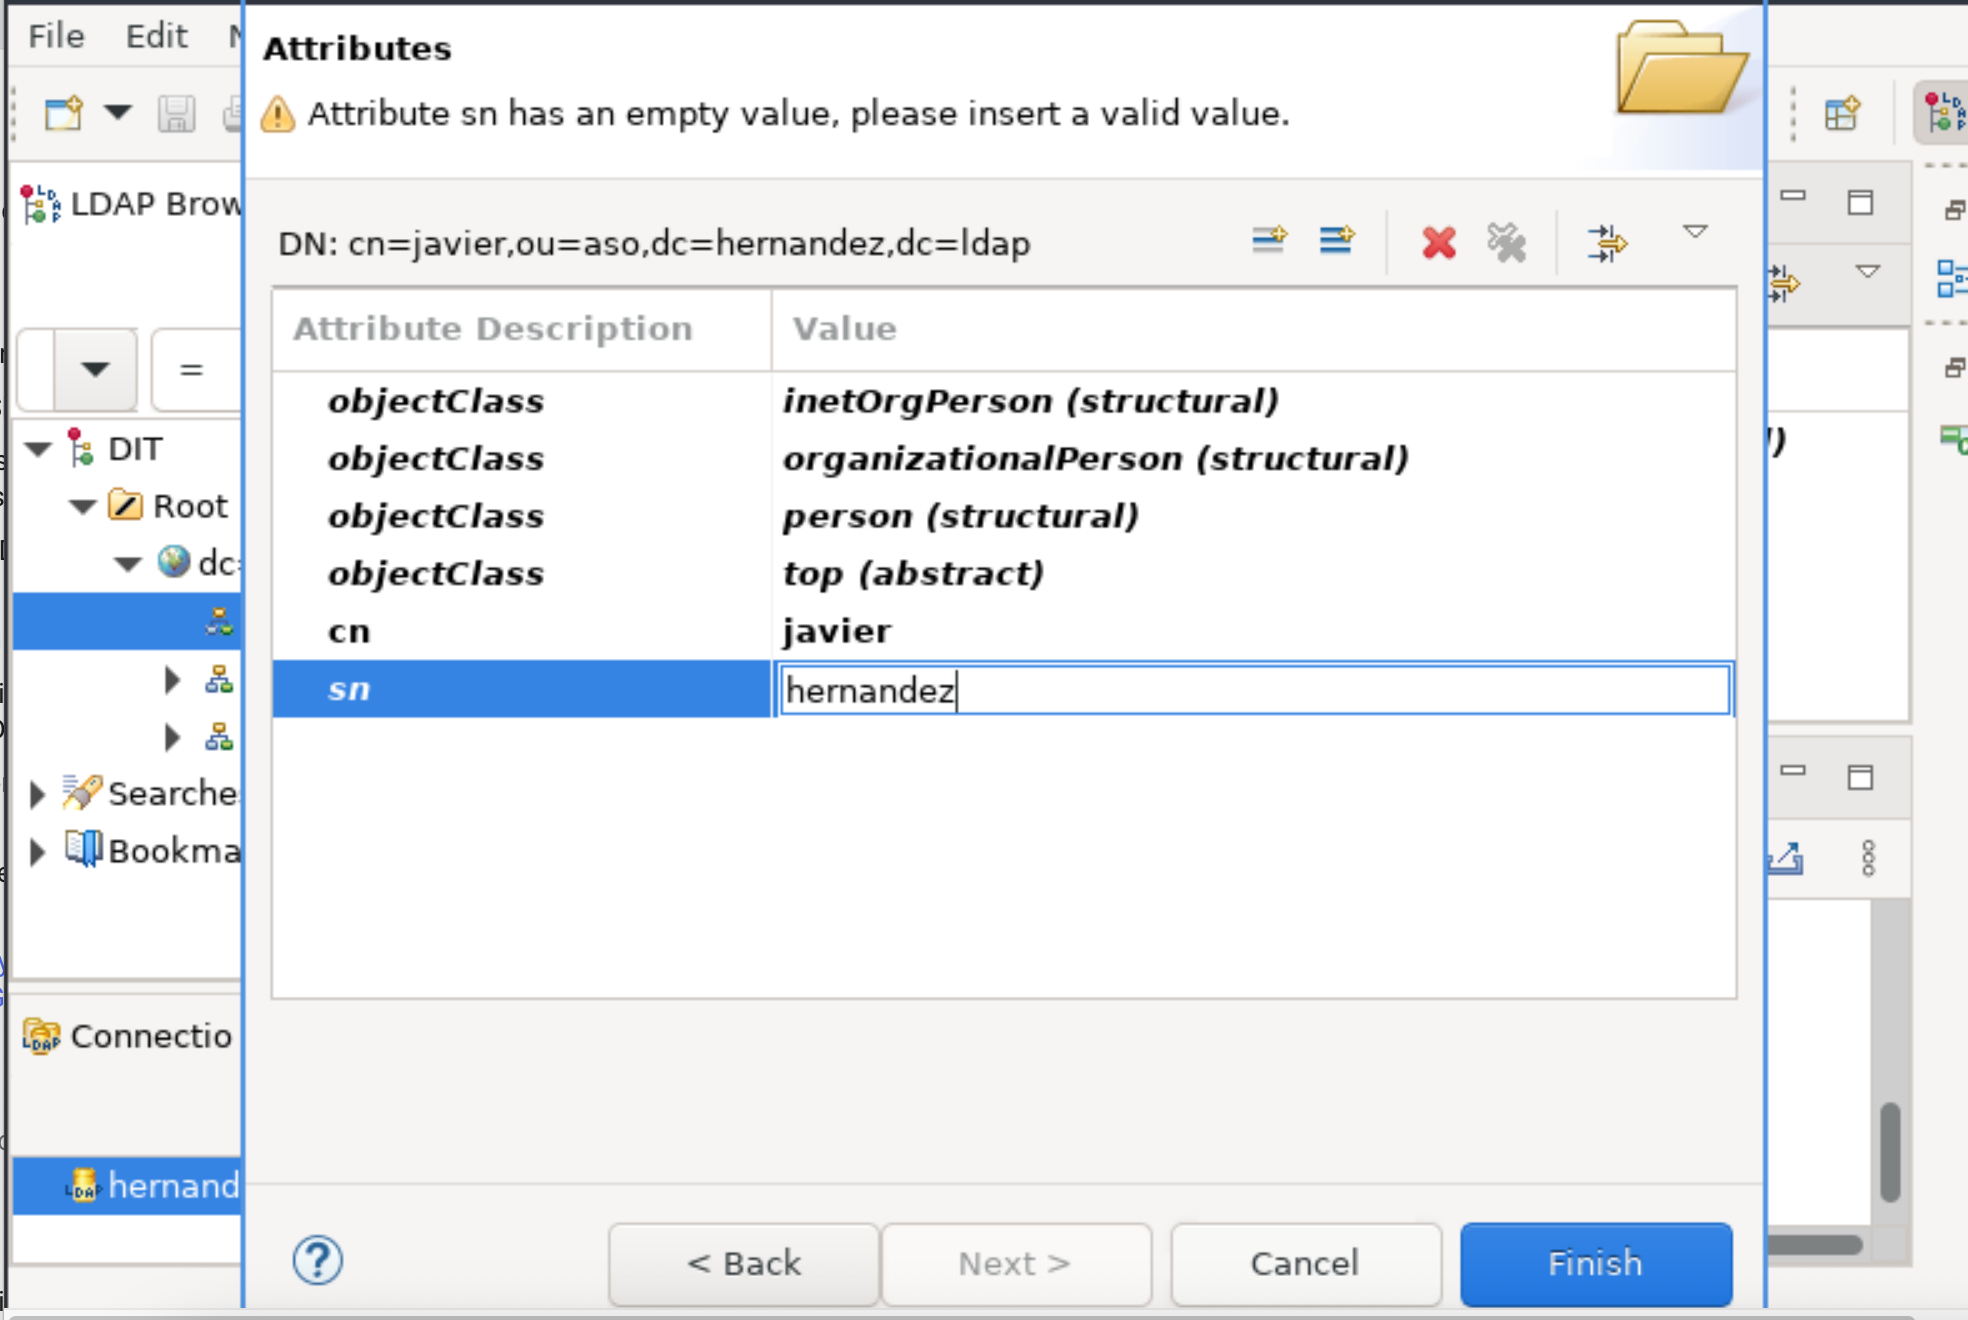 File Edit
Attributes
Attribute sn has an empty value, please insert a valid value.
LDAP Brow
DN: cn=javier,ou=aso,dc=hernandez,dc=ldap
Attribute Description Value
=
objectClass inetOrgPerson (structural)
DIT
objectClass organizationalPerson (structural)
Root
objectClass person (structural)
dc=
objectClass top (abstract)
cn javier
sn hernandez
Searche
Bookma
Connectio
hernand
< Back Next > Cancel Finish